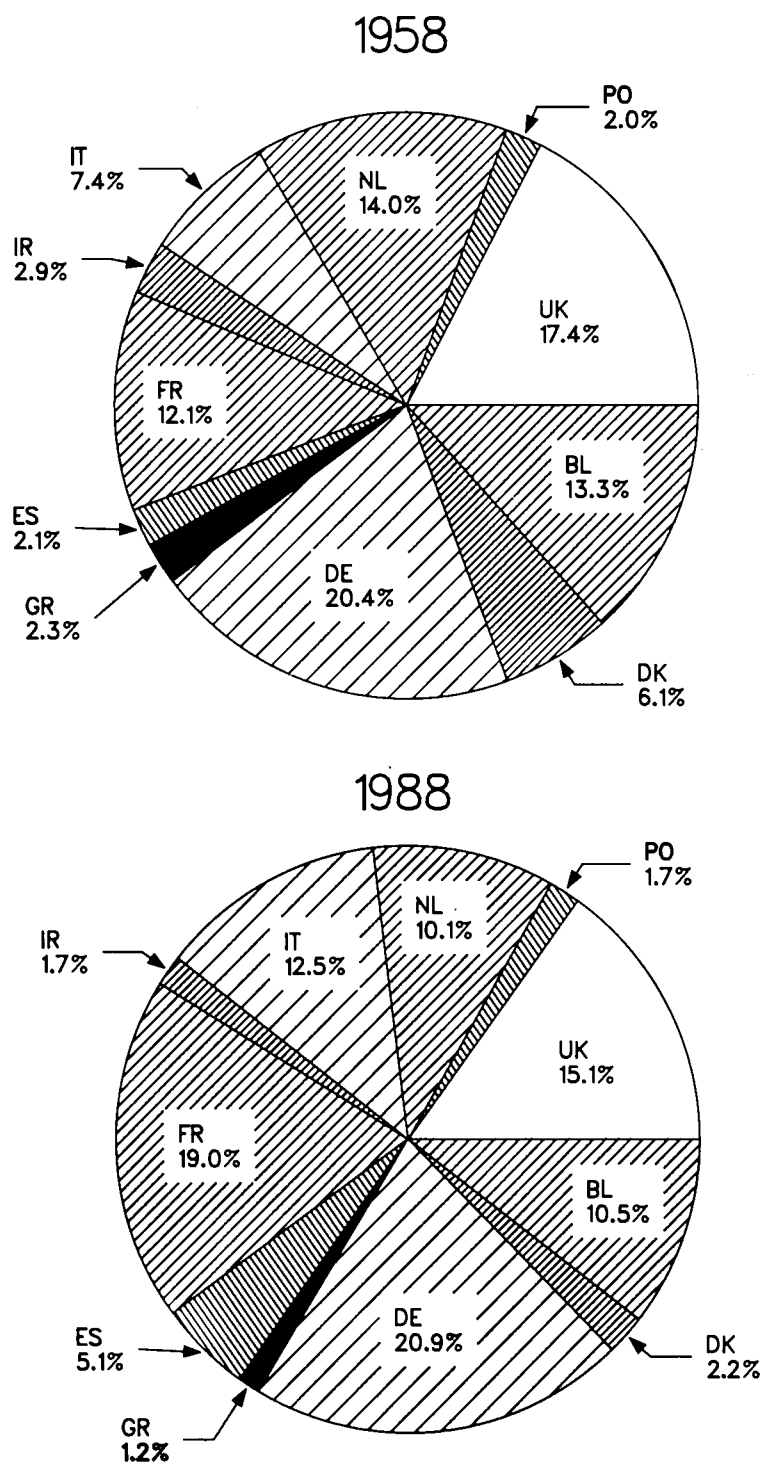 1958
PO
2.0%
IT
7.4%
NL
14.0%
IR
2.9%
UK
17.4%
FR
12.1%
BL
13.3%
ES
2.1%
DE
20.4%
GR
2.3%
DK
6.1%
1988
PO
1.7%
NL
10.1%
IR
1.7%
IT
12.5%
UK
15.1%
FR
19.0%
BL
10.5%
DE
20.9%
ES
5.1%
DK
2.2%
GR
1.2%